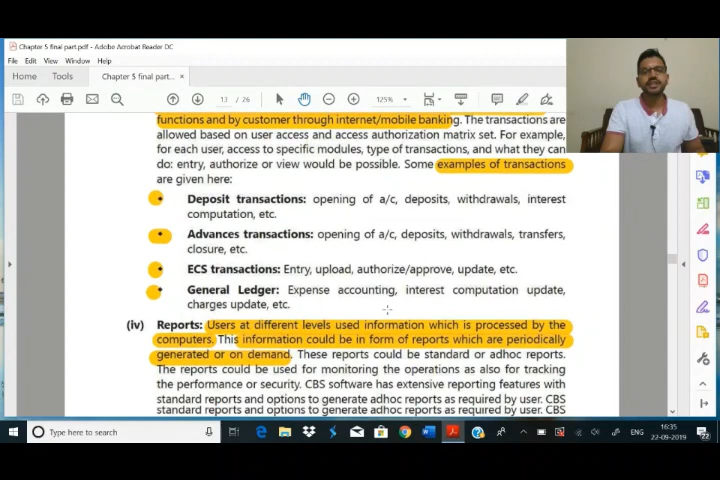 Chapter 5 final part.pdf - Adobe Acrobat Reader DC
File Edit View Window Help
Home Tools Chapter 5 final part... ×
13 / 26 125%
functions and by customer through internet/mobile banking. The transactions are
allowed based on user access and access authorization matrix set. For example,
for each user, access to specific modules, type of transactions, and what they can
do: entry, authorize or view would be possible. Some examples of transactions
are given here:
• Deposit transactions: opening of a/c, deposits, withdrawals, interest
computation, etc.
• Advances transactions: opening of a/c, deposits, withdrawals, transfers,
closure, etc.
• ECS transactions: Entry, upload, authorize/approve, update, etc.
• General Ledger: Expense accounting, interest computation update,
charges update, etc.
(iv) Reports: Users at different levels used information which is processed by the
computers. This information could be in form of reports which are periodically
generated or on demand. These reports could be standard or adhoc reports.
The reports could be used for monitoring the operations as also for tracking
the performance or security. CBS software has extensive reporting features with
standard reports and options to generate adhoc reports as required by user. CBS
standard reports and options to generate adhoc reports as required by user. CBS
Type here to search
ENG
16:35
22-09-2019
22